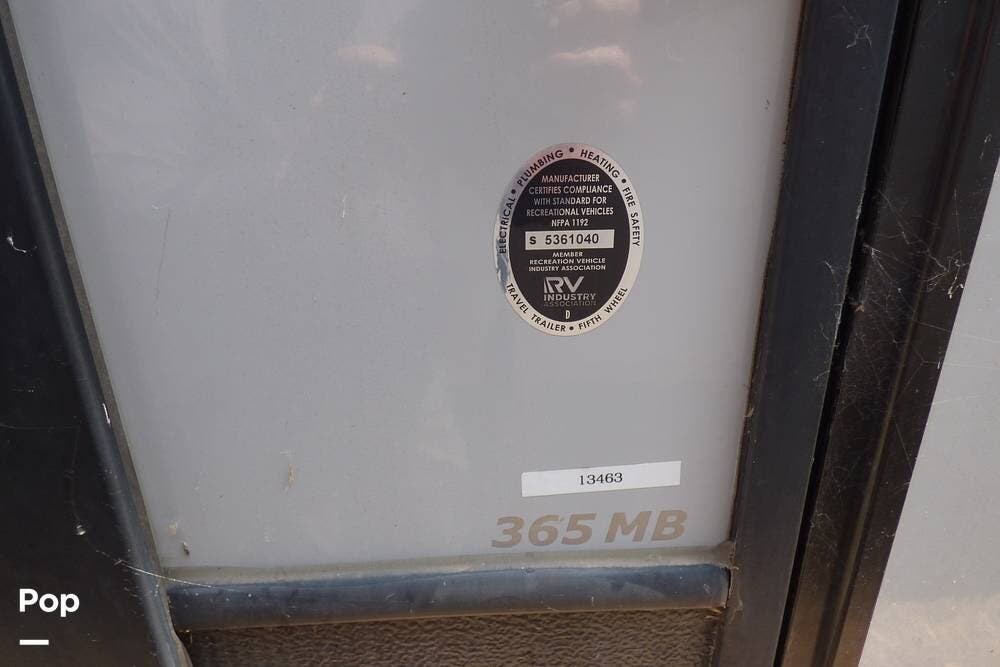 ELECTRICAL • PLUMBING • HEATING • FIRE SAFETY
MANUFACTURER
CERTIFIES COMPLIANCE
WITH STANDARD FOR
RECREATIONAL VEHICLES
NFPA 1192
S 5361040
MEMBER
RECREATION VEHICLE
INDUSTRY ASSOCIATION
RV
INDUSTRY
ASSOCIATION
D
TRAVEL TRAILER • FIFTH WHEEL
13463
365 MB
Pop